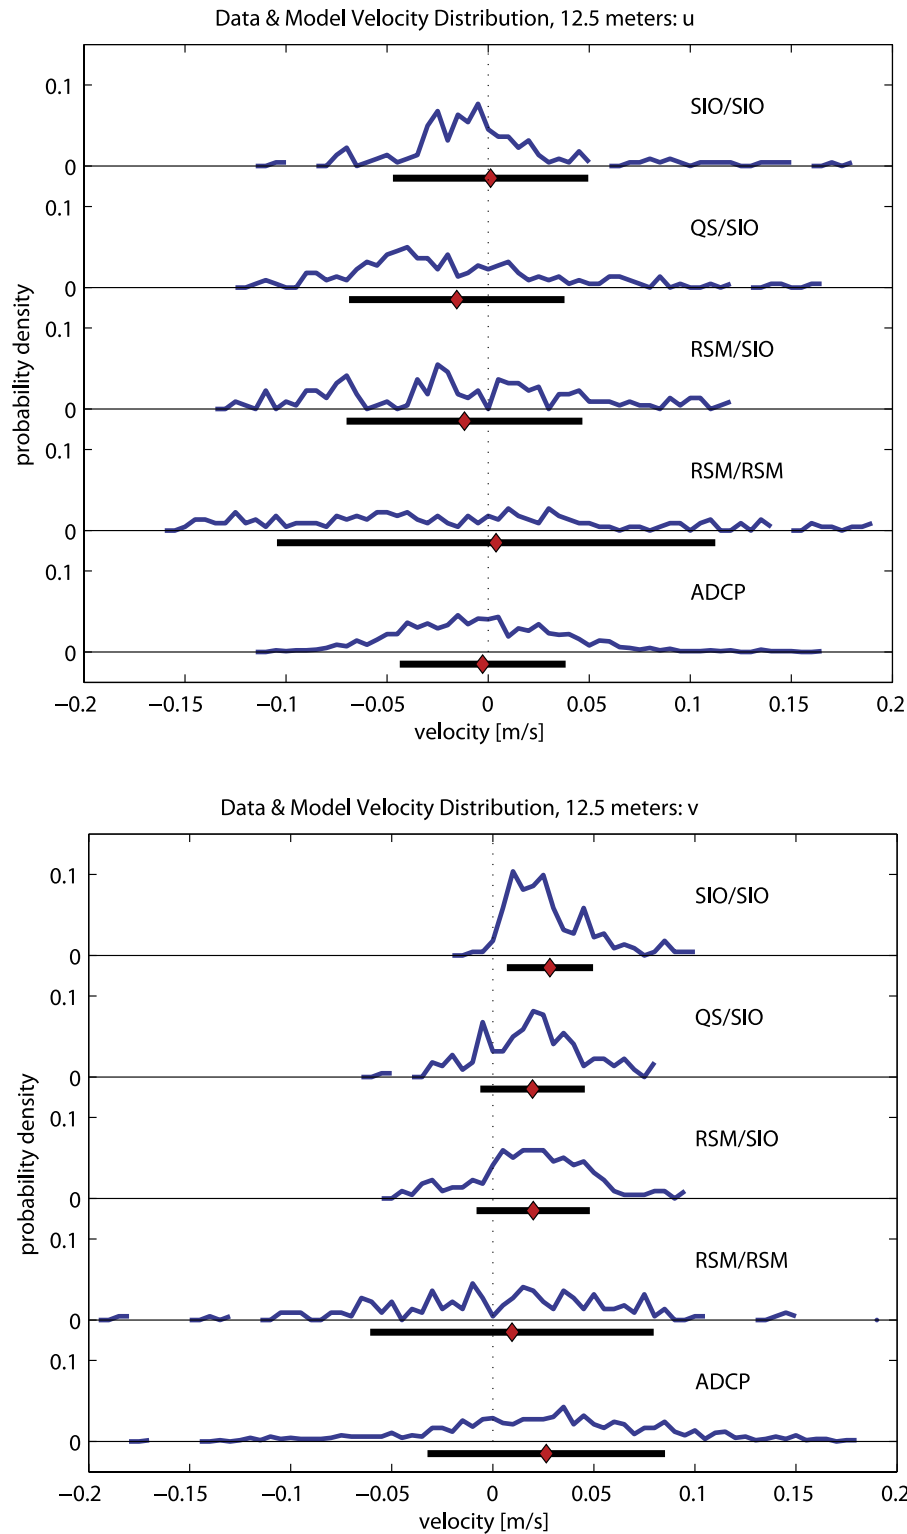 Data & Model Velocity Distribution, 12.5 meters: u
probability density
0.1
SIO/SIO
0
0.1
QS/SIO
0
0.1
RSM/SIO
0
0.1
RSM/RSM
0
0.1
ADCP
0
−0.2 −0.15 −0.1 −0.05 0 0.05 0.1 0.15 0.2
velocity [m/s]
Data & Model Velocity Distribution, 12.5 meters: v
probability density
0.1
SIO/SIO
0
0.1
QS/SIO
0
0.1
RSM/SIO
0
0.1
RSM/RSM
0
0.1
ADCP
0
−0.2 −0.15 −0.1 −0.05 0 0.05 0.1 0.15 0.2
velocity [m/s]